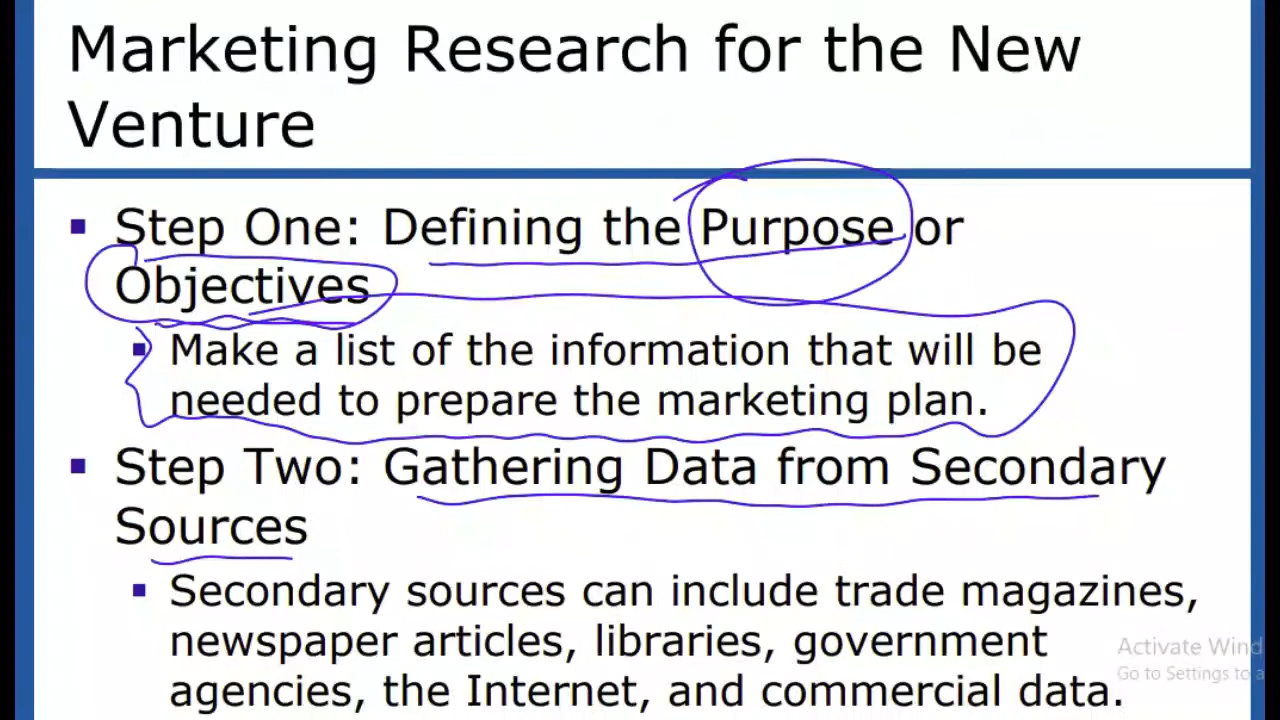 Marketing Research for the New
Venture
▪ Step One: Defining the Purpose or
Objectives
▪ Make a list of the information that will be
needed to prepare the marketing plan.
▪ Step Two: Gathering Data from Secondary
Sources
▪ Secondary sources can include trade magazines,
newspaper articles, libraries, government
agencies, the Internet, and commercial data.
Activate Wind
Go to Settings to a